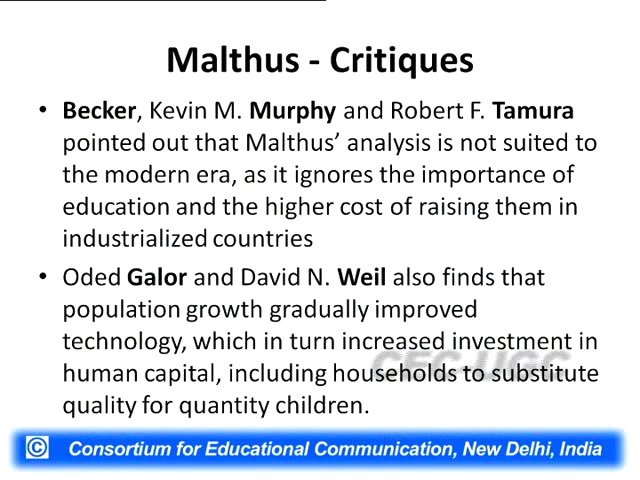 Malthus - Critiques
• Becker, Kevin M. Murphy and Robert F. Tamura
pointed out that Malthus’ analysis is not suited to
the modern era, as it ignores the importance of
education and the higher cost of raising them in
industrialized countries
• Oded Galor and David N. Weil also finds that
population growth gradually improved
technology, which in turn increased investment in
human capital, including households to substitute
quality for quantity children.
CEC-UGC
© Consortium for Educational Communication, New Delhi, India